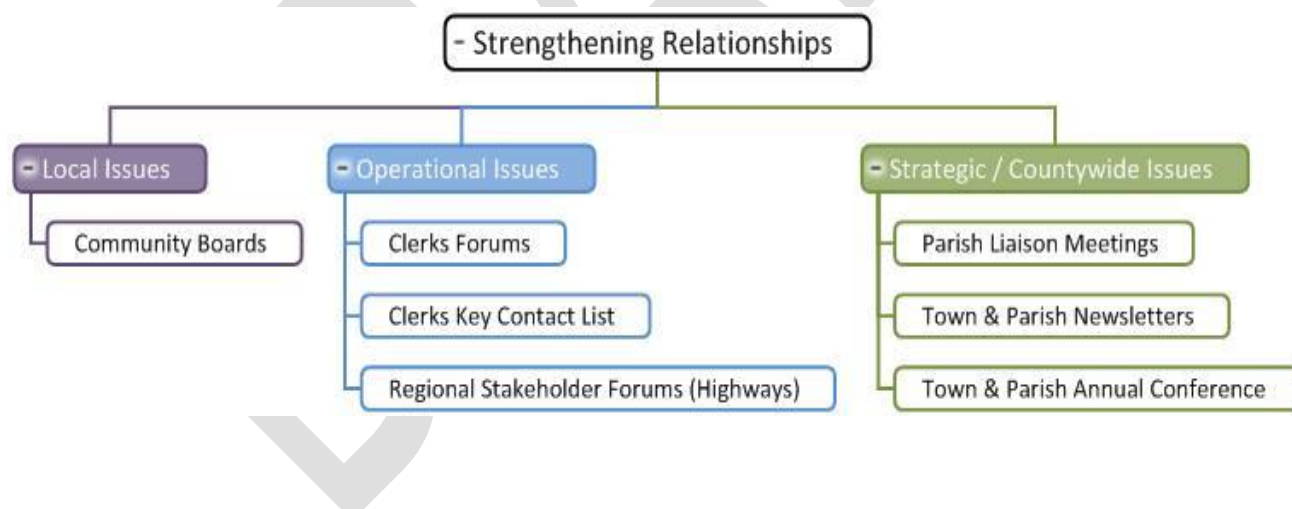 - Strengthening Relationships
- Local Issues
Community Boards
- Operational Issues
Clerks Forums
Clerks Key Contact List
Regional Stakeholder Forums (Highways)
- Strategic / Countywide Issues
Parish Liaison Meetings
Town & Parish Newsletters
Town & Parish Annual Conference